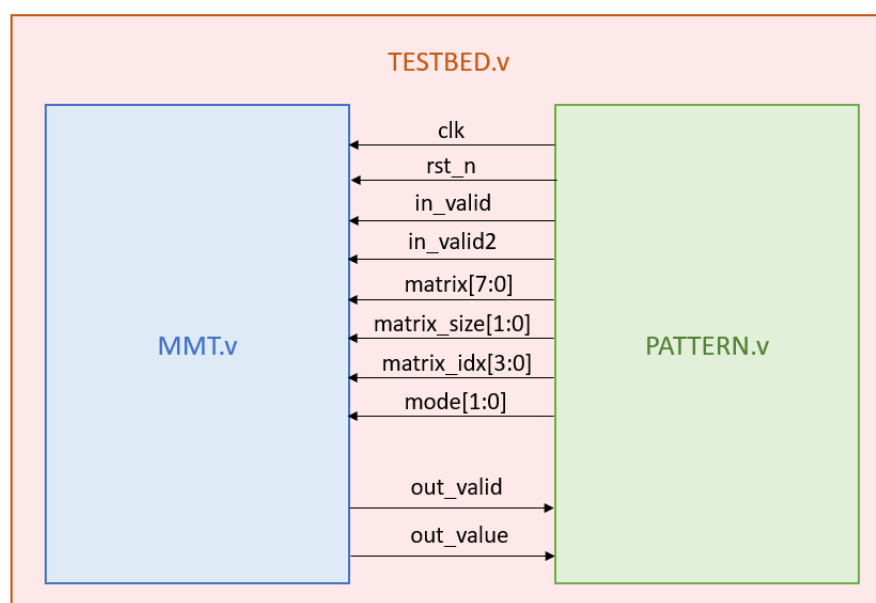 TESTBED.v
clk
rst_n
in_valid
in_valid2
matrix[7:0]
matrix_size[1:0]
MMT.v
PATTERN.v
matrix_idx[3:0]
mode[1:0]
out_valid
out_value